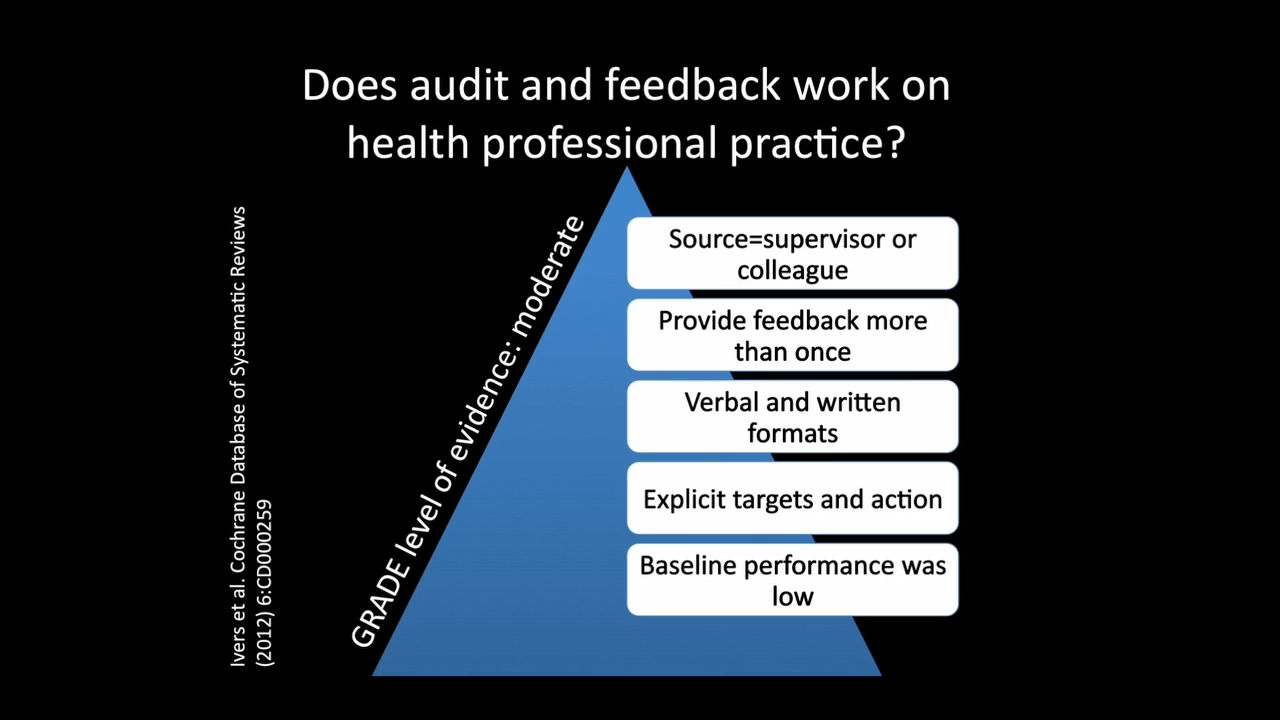 Does audit and feedback work on
health professional practice?
Ivers et al. Cochrane Database of Systematic Reviews
(2012) 6:CD000259
GRADE level of evidence: moderate
Source=supervisor or
colleague
Provide feedback more
than once
Verbal and written
formats
Explicit targets and action
Baseline performance was
low